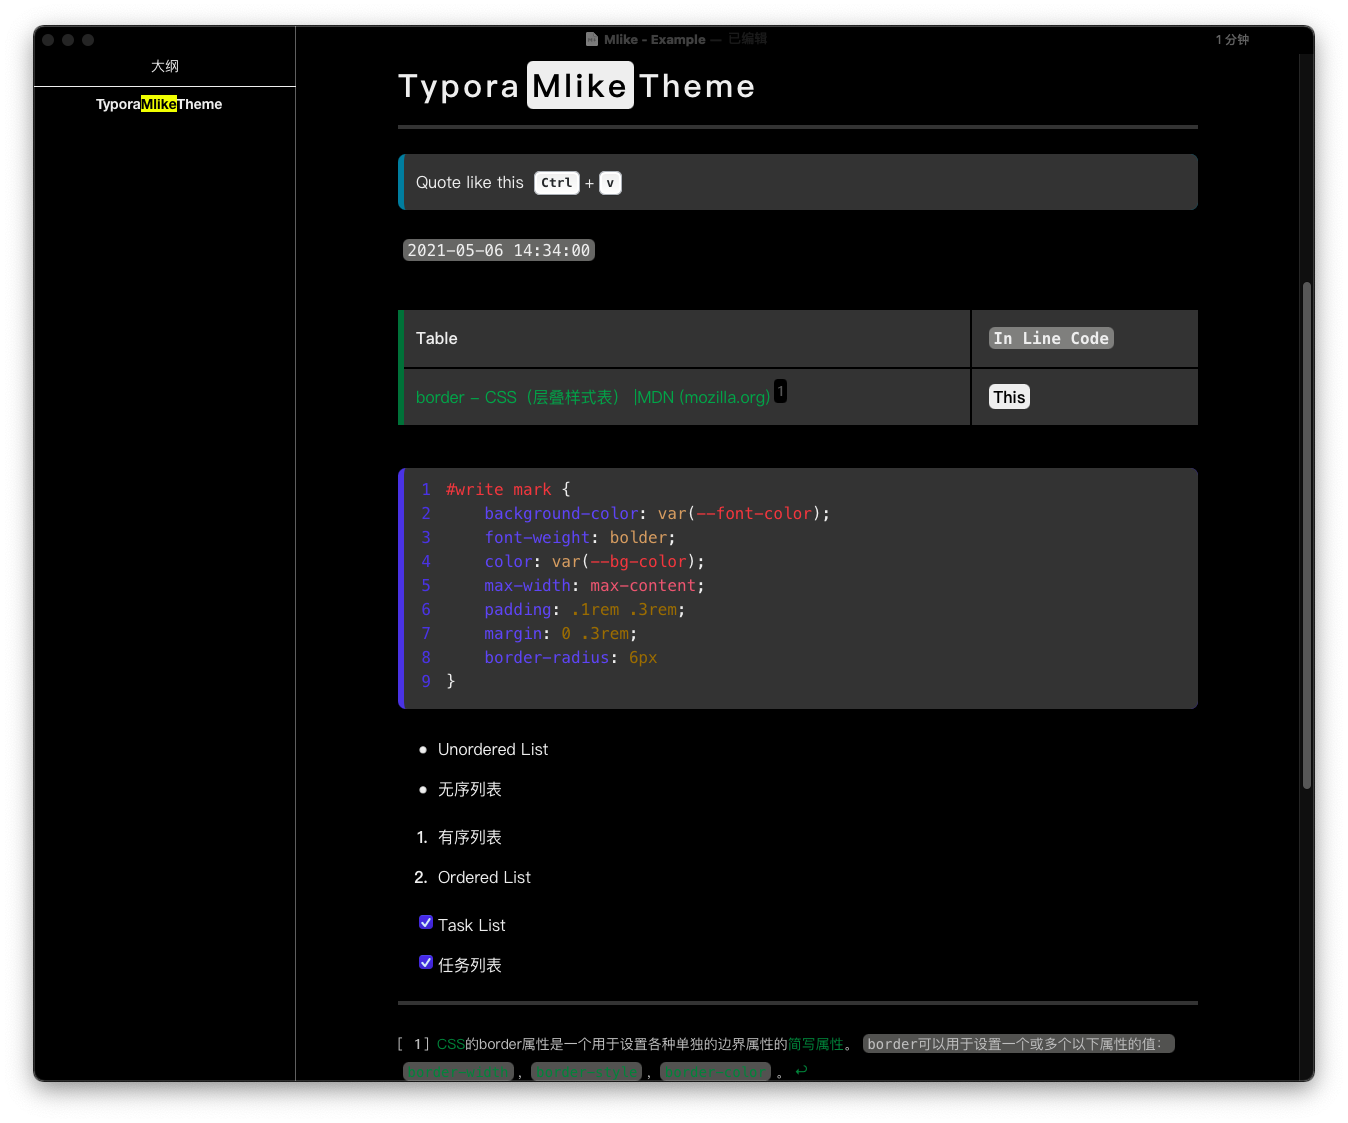 Mlike - Example — 已编辑
1 分钟
大纲
TyporaMlikeTheme
Typora Mlike Theme
Quote like this Ctrl + v
2021-05-06 14:34:00
Table In Line Code
border - CSS（层叠样式表） |MDN (mozilla.org) 1 This
1 #write mark {
2 background-color: var(--font-color);
3 font-weight: bolder;
4 color: var(--bg-color);
5 max-width: max-content;
6 padding: .1rem .3rem;
7 margin: 0 .3rem;
8 border-radius: 6px
9 }
Unordered List
无序列表
1. 有序列表
2. Ordered List
Task List
任务列表
[ 1 ] CSS的border属性是一个用于设置各种单独的边界属性的简写属性。 border可以用于设置一个或多个以下属性的值：
border-width ， border-style ， border-color 。 ↩